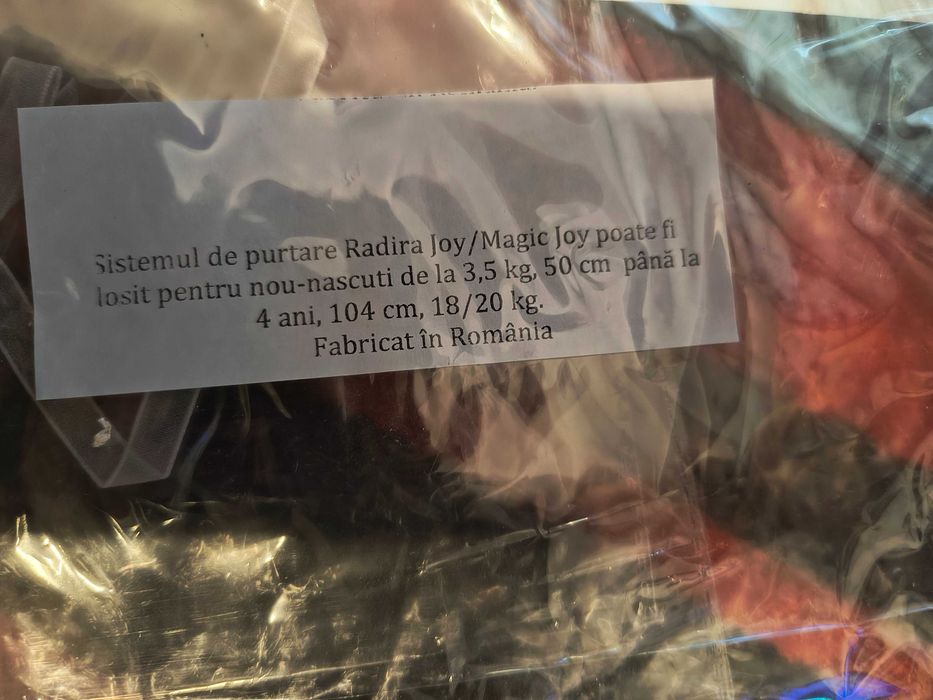 Sistemul de purtare Radira Joy/Magic Joy poate fi
losit pentru nou-nascuti de la 3,5 kg, 50 cm până la
4 ani, 104 cm, 18/20 kg.
Fabricat în România